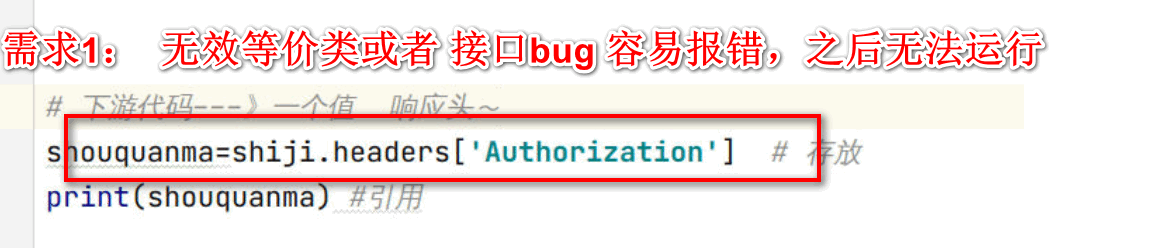 需求1： 无效等价类或者 接口bug 容易报错，之后无法运行
# 下游代码---》一个值 响应头～
shouquanma=shiji.headers['Authorization'] # 存放
print(shouquanma) #引用